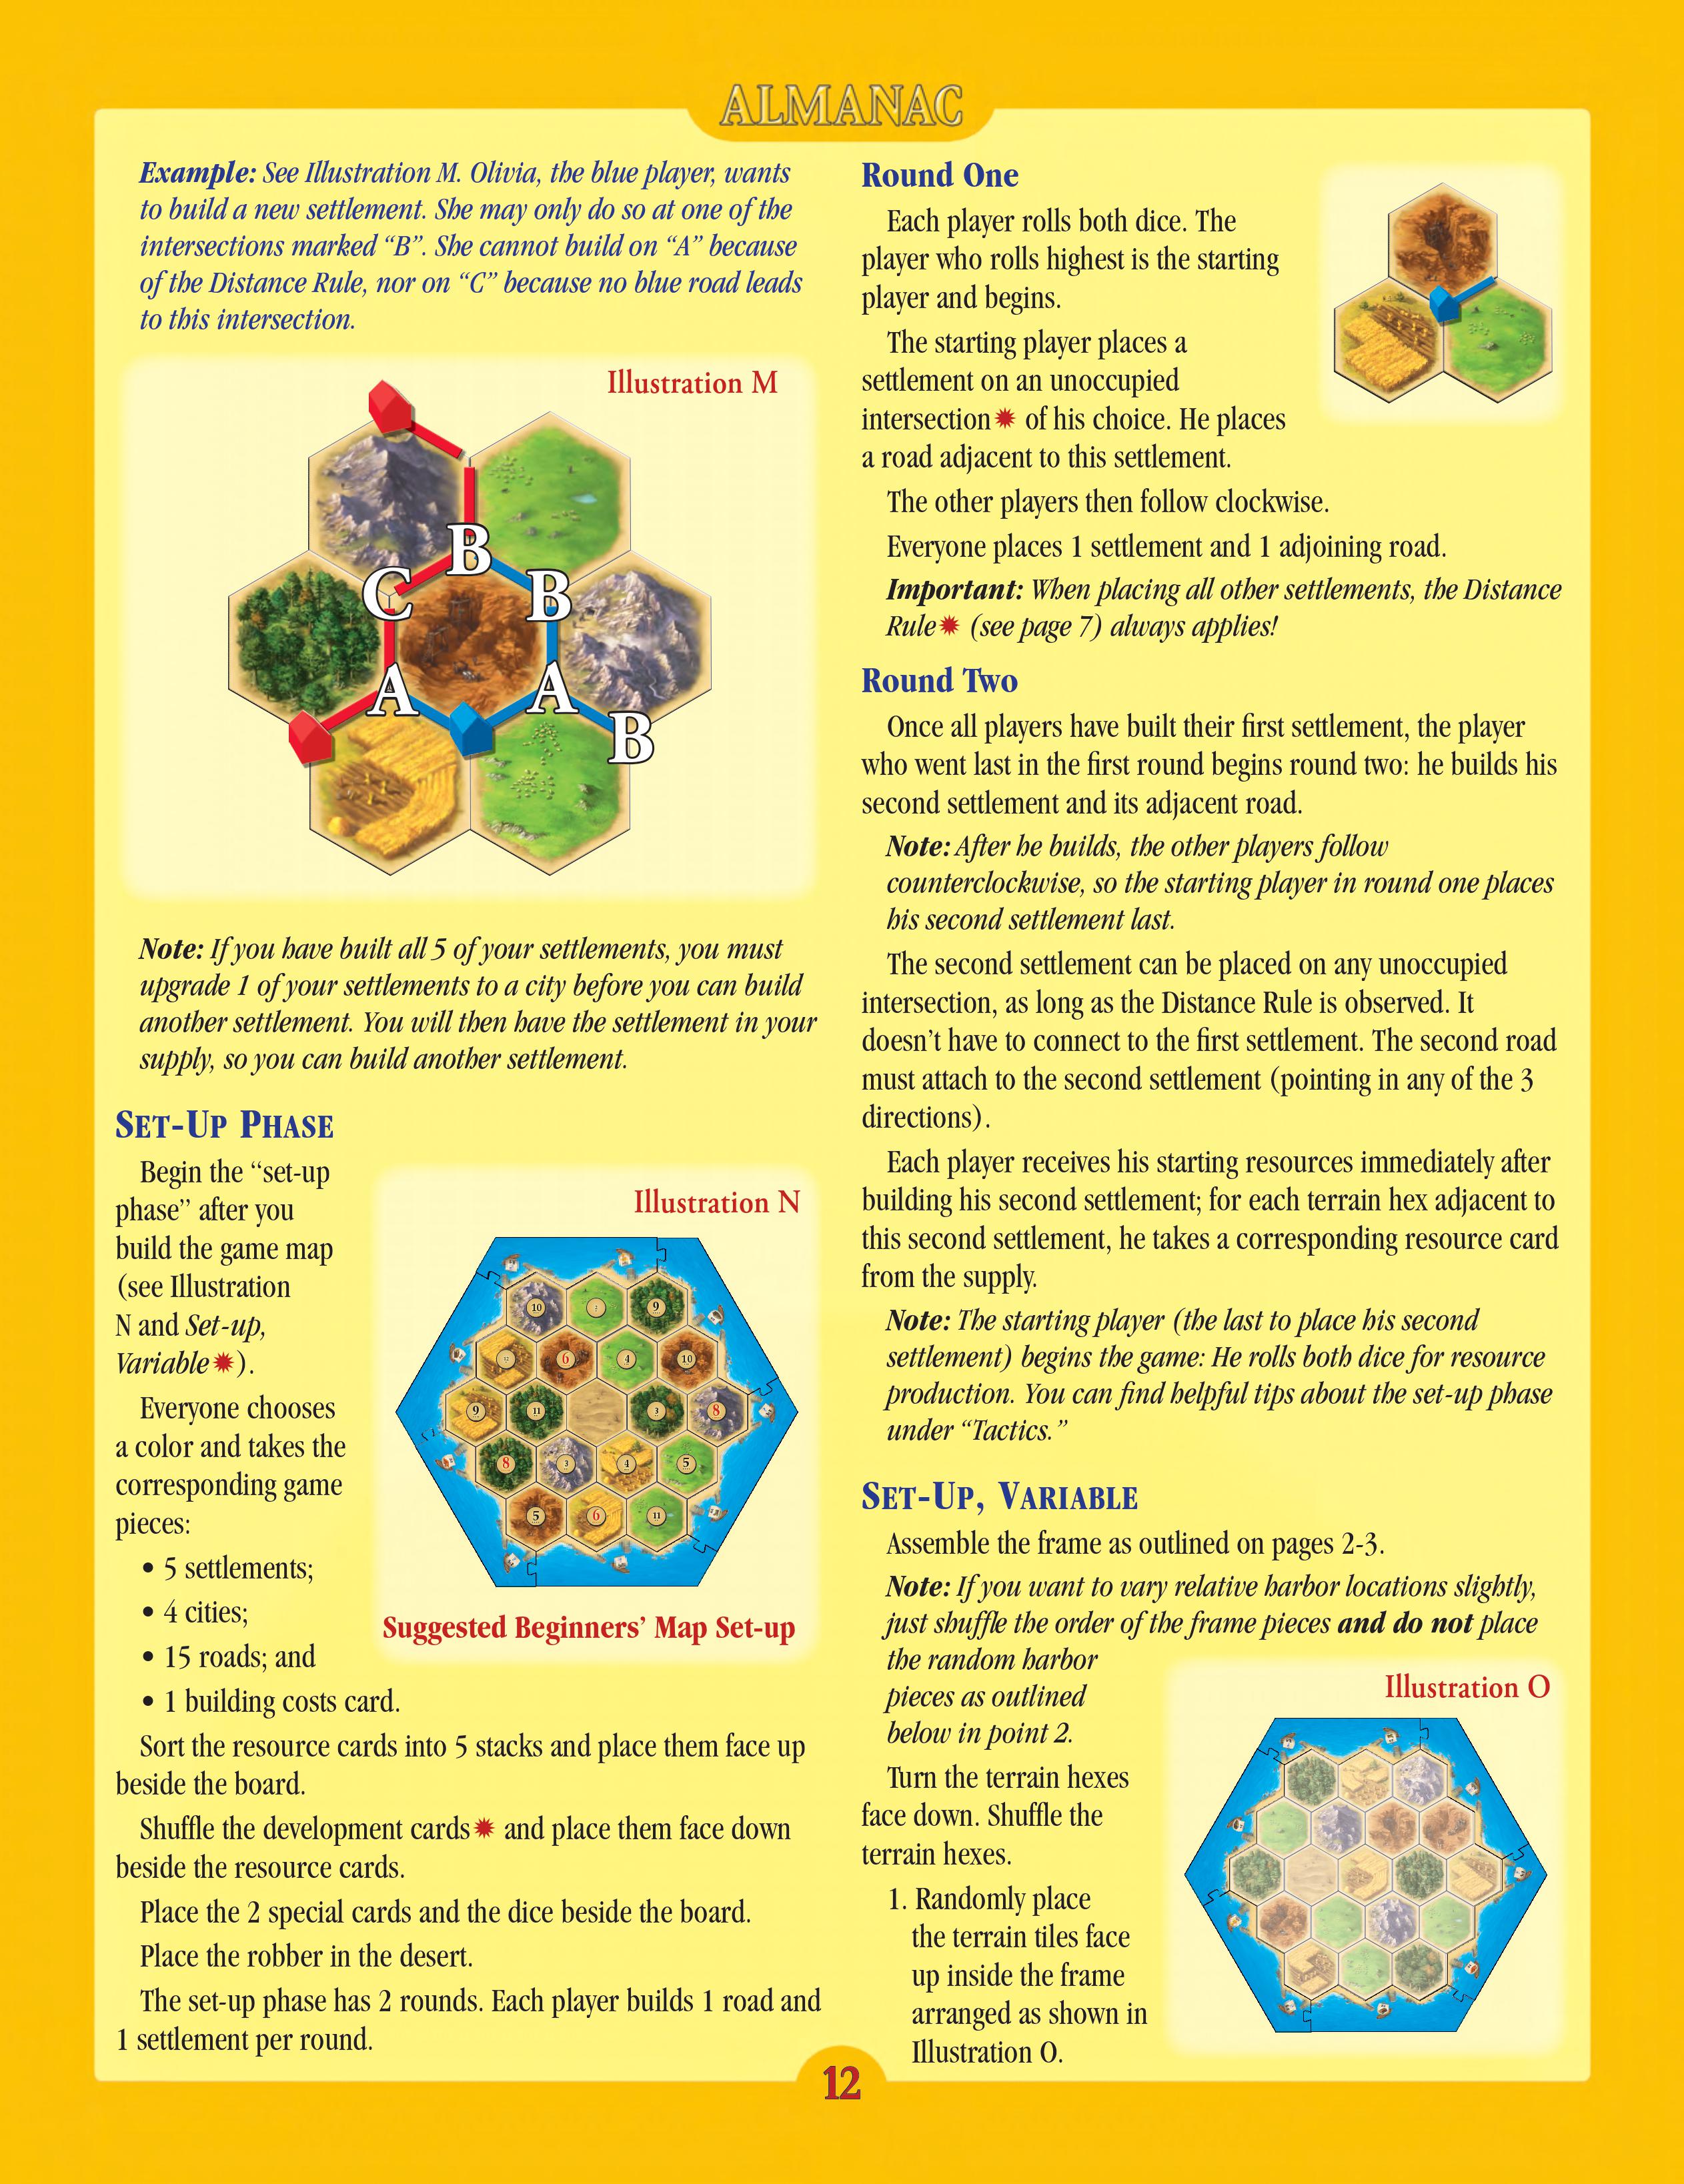 ALMANAC
Example: See Illustration M. Olivia, the blue player, wants
to build a new settlement. She may only do so at one of the
intersections marked “B”. She cannot build on “A” because
of the Distance Rule, nor on “C” because no blue road leads
to this intersection.
Illustration M
B
C
B
A
A
B
Note: If you have built all 5 of your settlements, you must
upgrade 1 of your settlements to a city before you can build
another settlement. You will then have the settlement in your
supply, so you can build another settlement.
SET-UP PHASE
Begin the “set-up
phase” after you
build the game map
(see Illustration
N and Set-up,
Variable✹).
Everyone chooses
a color and takes the
corresponding game
pieces:
• 5 settlements;
• 4 cities;
• 15 roads; and
• 1 building costs card.
Illustration N
10 2 9
12 6 4 10
9 11 3 8
8 3 4 5
5 6 11
Suggested Beginners’ Map Set-up
Sort the resource cards into 5 stacks and place them face up
beside the board.
Shuffle the development cards✹ and place them face down
beside the resource cards.
Place the 2 special cards and the dice beside the board.
Place the robber in the desert.
The set-up phase has 2 rounds. Each player builds 1 road and
1 settlement per round.
Round One
Each player rolls both dice. The
player who rolls highest is the starting
player and begins.
The starting player places a
settlement on an unoccupied
intersection✹ of his choice. He places
a road adjacent to this settlement.
The other players then follow clockwise.
Everyone places 1 settlement and 1 adjoining road.
Important: When placing all other settlements, the Distance
Rule✹ (see page 7) always applies!
Round Two
Once all players have built their first settlement, the player
who went last in the first round begins round two: he builds his
second settlement and its adjacent road.
Note: After he builds, the other players follow
counterclockwise, so the starting player in round one places
his second settlement last.
The second settlement can be placed on any unoccupied
intersection, as long as the Distance Rule is observed. It
doesn’t have to connect to the first settlement. The second road
must attach to the second settlement (pointing in any of the 3
directions).
Each player receives his starting resources immediately after
building his second settlement; for each terrain hex adjacent to
this second settlement, he takes a corresponding resource card
from the supply.
Note: The starting player (the last to place his second
settlement) begins the game: He rolls both dice for resource
production. You can find helpful tips about the set-up phase
under “Tactics.”
SET-UP, VARIABLE
Assemble the frame as outlined on pages 2-3.
Note: If you want to vary relative harbor locations slightly,
just shuffle the order of the frame pieces and do not place
the random harbor
pieces as outlined
below in point 2.
Turn the terrain hexes
face down. Shuffle the
terrain hexes.
1. Randomly place
the terrain tiles face
up inside the frame
arranged as shown in
Illustration O.
Illustration O
12